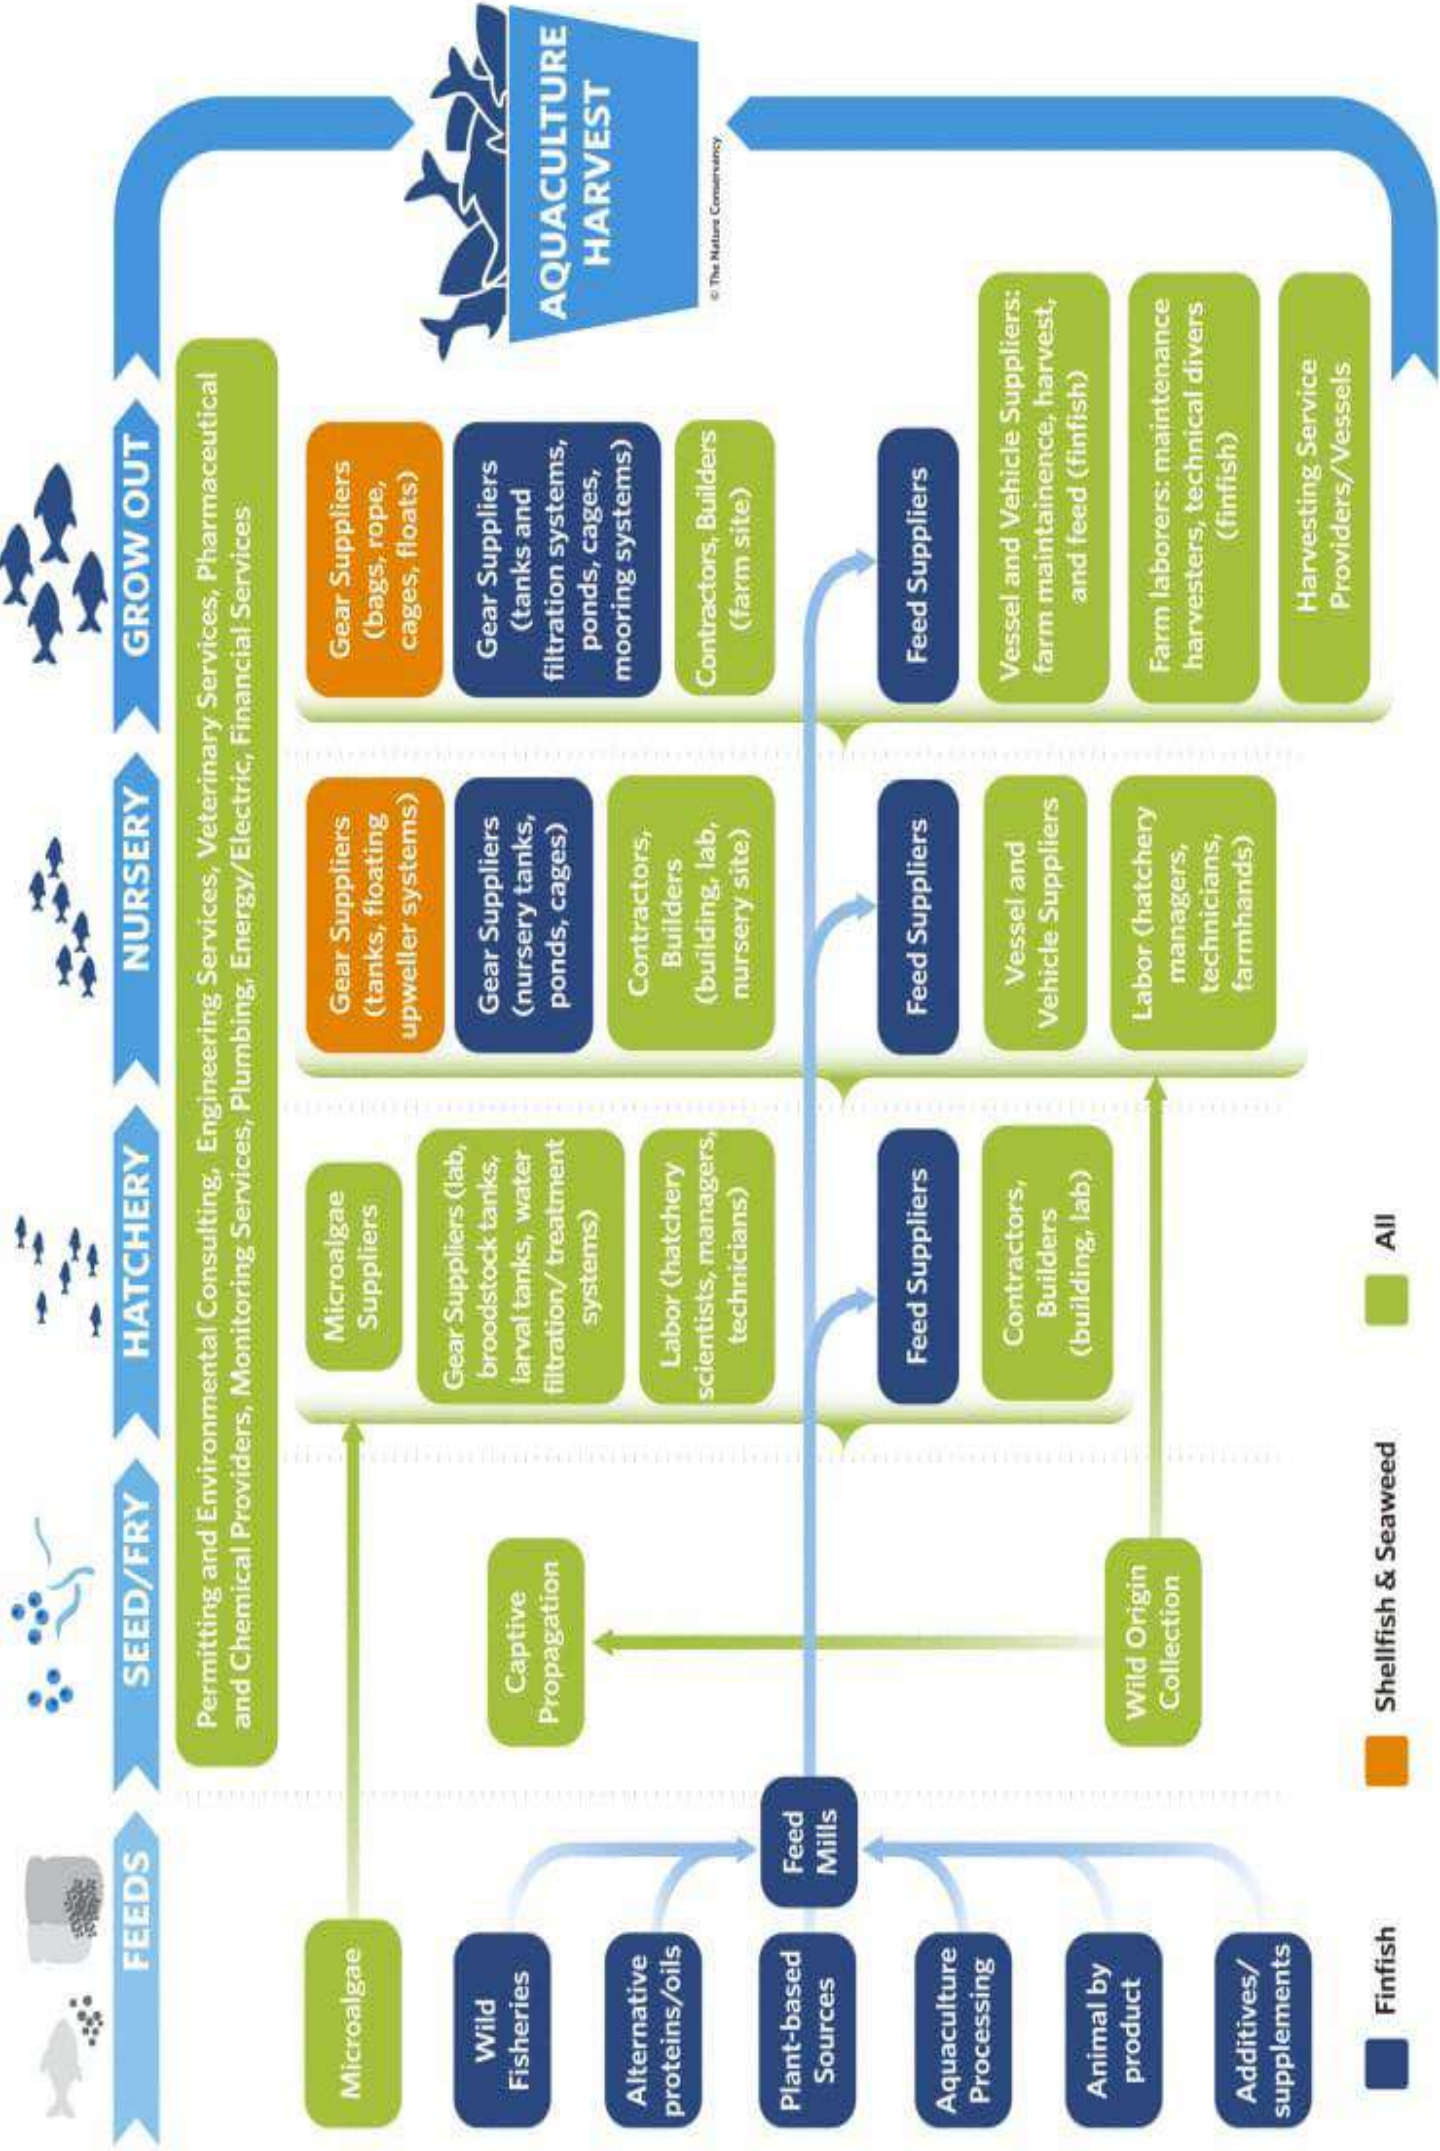 FEEDS
SEED/FRY
HATCHERY
NURSERY
GROW OUT
Permitting and Environmental Consulting, Engineering Services, Veterinary Services, Pharmaceutical
and Chemical Providers, Monitoring Services, Plumbing, Energy/Electric, Financial Services
Microalgae
Wild
Fisheries
Alternative
proteins/oils
Plant-based
Sources
Aquaculture
Processing
Animal by
product
Additives/
supplements
Feed
Mills
Captive
Propagation
Wild Origin
Collection
Microalgae
Suppliers
Gear Suppliers (lab,
broodstock tanks,
larval tanks, water
filtration/ treatment
systems)
Labor (hatchery
scientists, managers,
technicians)
Feed Suppliers
Contractors,
Builders
(building, lab)
Gear Suppliers
(tanks, floating
upweller systems)
Gear Suppliers
(nursery tanks,
ponds, cages)
Contractors,
Builders
(building, lab,
nursery site)
Feed Suppliers
Vessel and
Vehicle Suppliers
Labor (hatchery
managers,
technicians,
farmhands)
Gear Suppliers
(bags, rope,
cages, floats)
Gear Suppliers
(tanks and
filtration systems,
ponds, cages,
mooring systems)
Contractors, Builders
(farm site)
Feed Suppliers
Vessel and Vehicle Suppliers:
farm maintainence, harvest,
and feed (finfish)
Farm laborers: maintenance
harvesters, technical divers
(finfish)
Harvesting Service
Providers/Vessels
AQUACULTURE
HARVEST
© The Nature Conservancy
Finfish
Shellfish & Seaweed
All